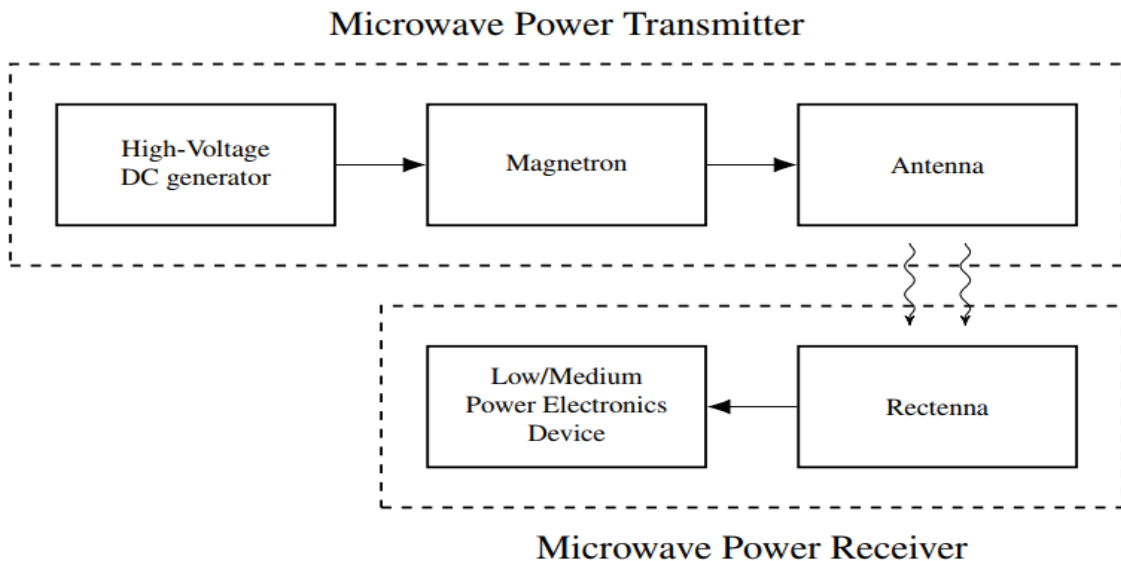 Microwave Power Transmitter
High-Voltage
DC generator
Magnetron
Antenna
Low/Medium
Power Electronics
Device
Rectenna
Microwave Power Receiver